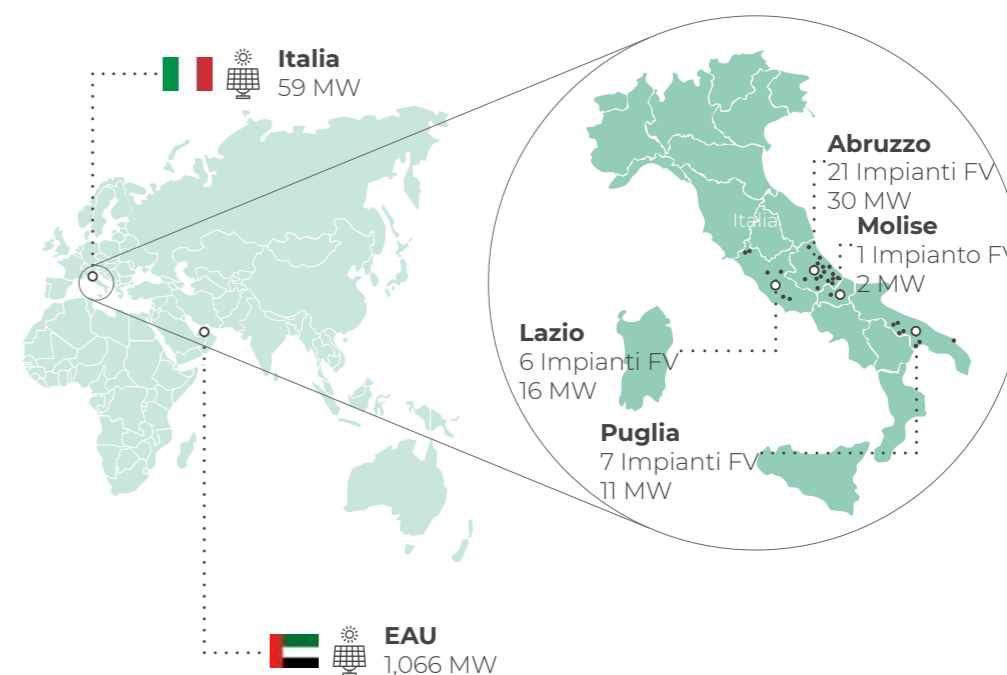 Italia
59 MW
Abruzzo
21 Impianti FV
30 MW
Italia
Molise
1 Impianto FV
2 MW
Lazio
6 Impianti FV
16 MW
Puglia
7 Impianti FV
11 MW
EAU
1,066 MW